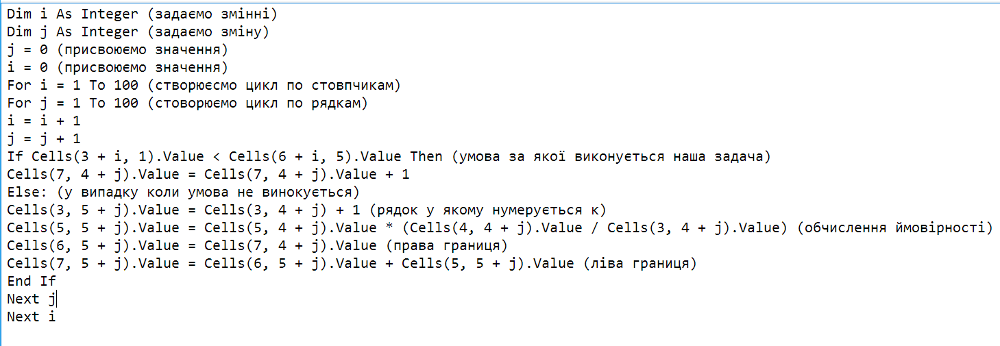 Dim i As Integer (задаємо змінні)
Dim j As Integer (задаємо зміну)
j = 0 (присвоюємо значення)
i = 0 (присвоюємо значення)
For i = 1 To 100 (створюєсмо цикл по стовпчикам)
For j = 1 To 100 (стоворюємо цикл по рядкам)
i = i + 1
j = j + 1
If Cells(3 + i, 1).Value < Cells(6 + i, 5).Value Then (умова за якої виконується наша задача)
Cells(7, 4 + j).Value = Cells(7, 4 + j).Value + 1
Else: (у випадку коли умова не винокується)
Cells(3, 5 + j).Value = Cells(3, 4 + j) + 1 (рядок у якому нумерується к)
Cells(5, 5 + j).Value = Cells(5, 4 + j).Value * (Cells(4, 4 + j).Value / Cells(3, 4 + j).Value) (обчислення ймовірності)
Cells(6, 5 + j).Value = Cells(7, 4 + j).Value (права границя)
Cells(7, 5 + j).Value = Cells(6, 5 + j).Value + Cells(5, 5 + j).Value (ліва границя)
End If
Next j
Next i